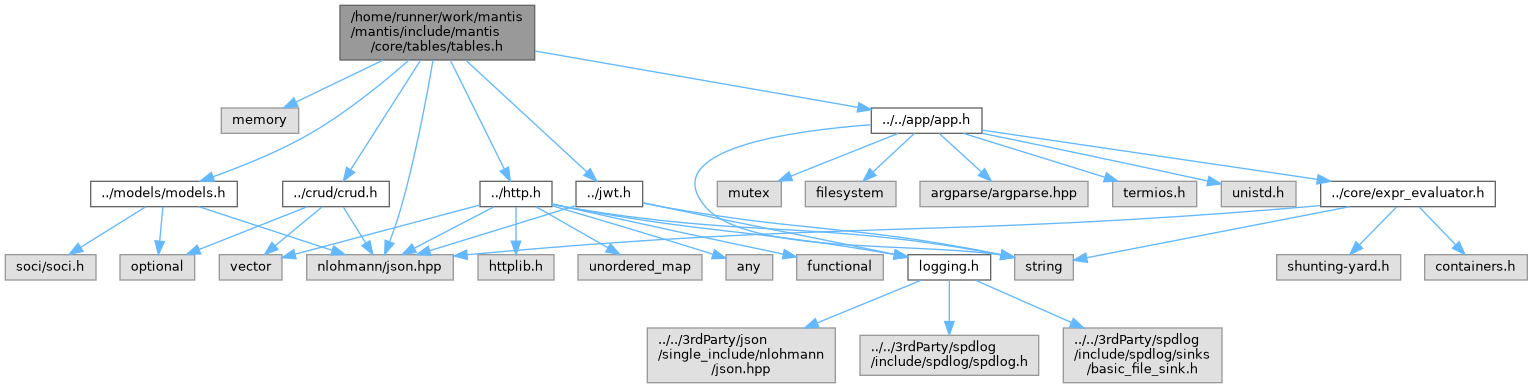 /home/runner/work/mantis
/mantis/include/mantis
/core/tables/tables.h
memory
../../app/app.h
../models/models.h
../crud/crud.h
../http.h
../jwt.h
mutex
filesystem
argparse/argparse.hpp
termios.h
unistd.h
../core/expr_evaluator.h
soci/soci.h
optional
vector
nlohmann/json.hpp
httplib.h
unordered_map
any
functional
logging.h
string
shunting-yard.h
containers.h
../../3rdParty/json
/single_include/nlohmann
/json.hpp
../../3rdParty/spdlog
/include/spdlog/spdlog.h
../../3rdParty/spdlog
/include/spdlog/sinks
/basic_file_sink.h